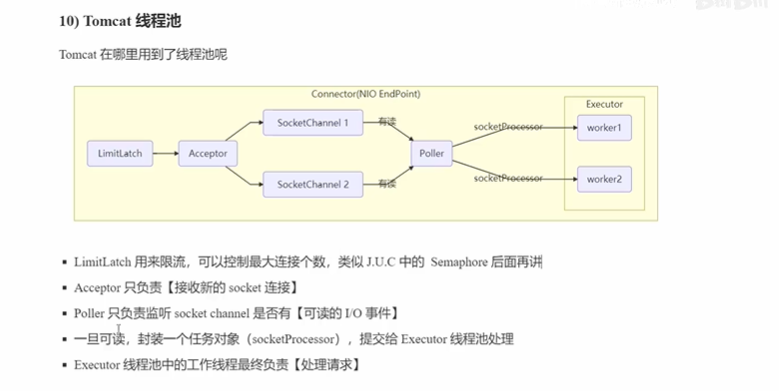 10) Tomcat 线程池
Tomcat 在哪里用到了线程池呢
Connector(NIO EndPoint)
Executor
SocketChannel 1
有读
socketProcessor
worker1
LimitLatch
Acceptor
Poller
SocketChannel 2
有读
socketProcessor
worker2
LimitLatch 用来限流，可以控制最大连接个数，类似 J.U.C 中的 Semaphore 后面再讲
Acceptor 只负责【接收新的 socket 连接】
Poller 只负责监听 socket channel 是否有【可读的 I/O 事件】
一旦可读，封装一个任务对象（socketProcessor），提交给 Executor 线程池处理
Executor 线程池中的工作线程最终负责【处理请求】